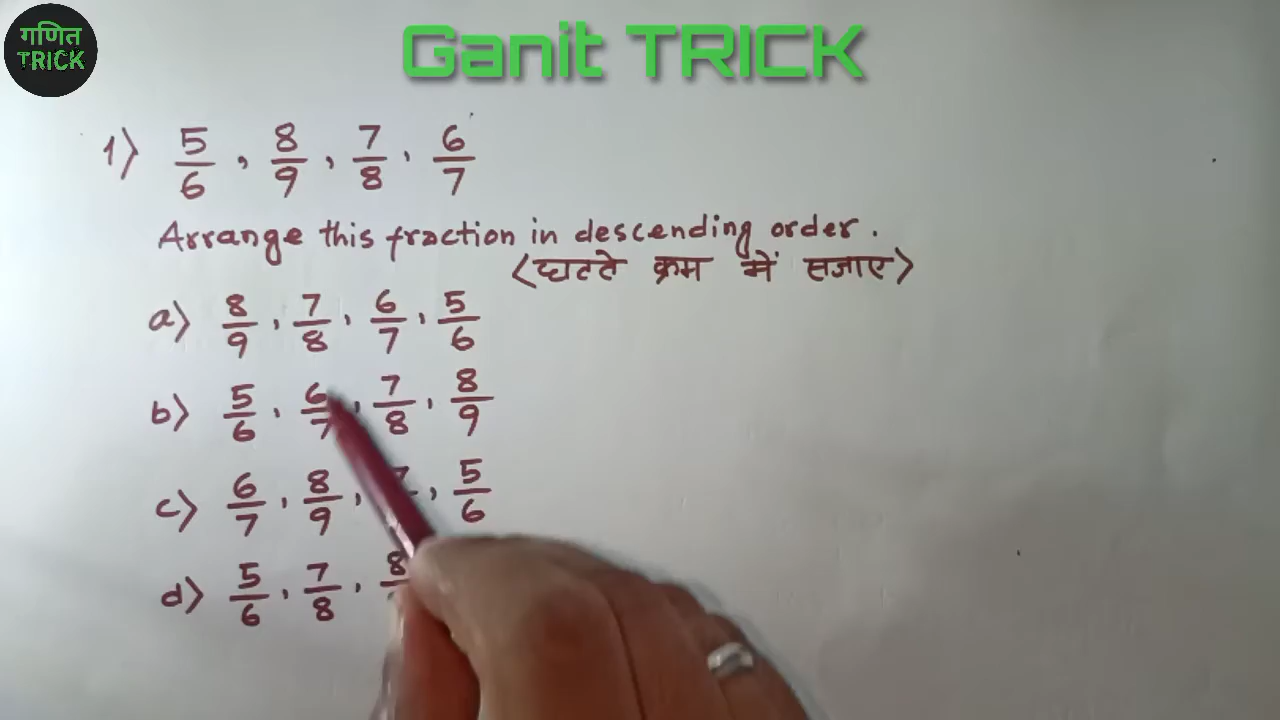 गणित
TRICK
Ganit TRICK
1) 5/6, 8/9, 7/8, 6/7
Arrange this fraction in descending order.
<घटते क्रम में सजाए>
a) 8/9, 7/8, 6/7, 5/6
b) 5/6, 6/7, 7/8, 8/9
c) 6/7, 8/9, , 5/6
d) 5/6, 7/8,